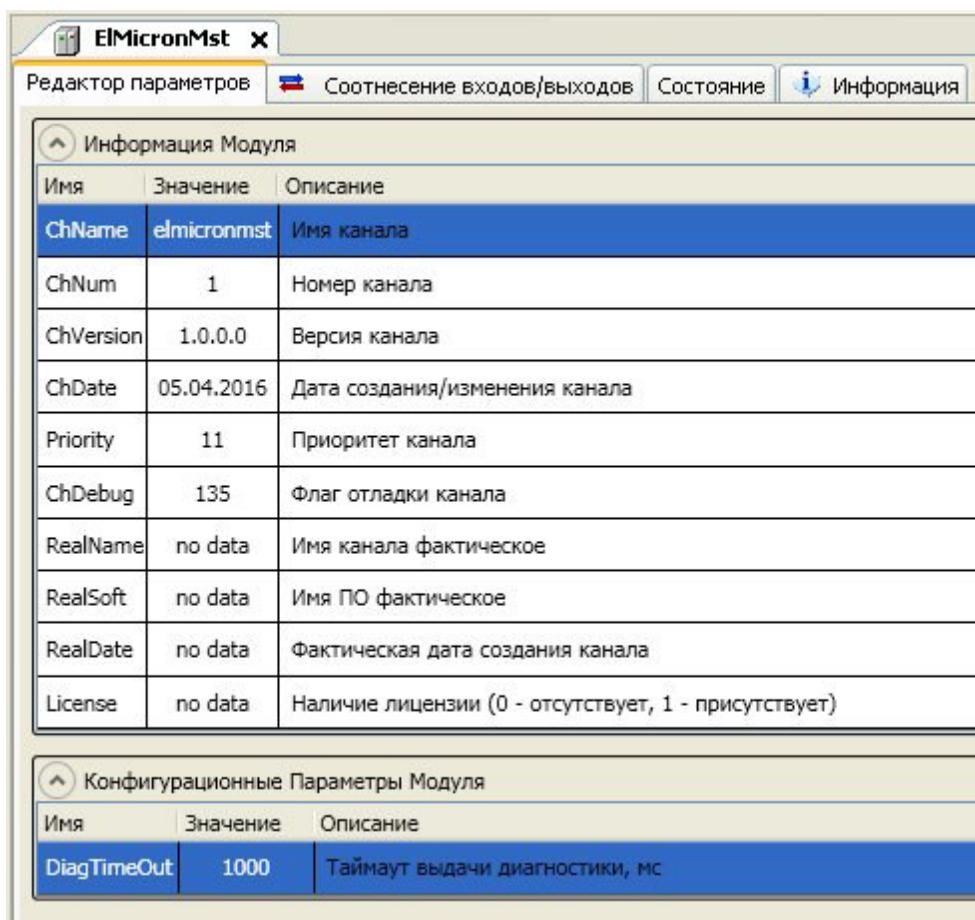 ElMicronMst x
Редактор параметров Соотнесение входов/выходов Состояние Информация
Информация Модуля
Имя Значение Описание
ChName elmicronmst Имя канала
ChNum 1 Номер канала
ChVersion 1.0.0.0 Версия канала
ChDate 05.04.2016 Дата создания/изменения канала
Priority 11 Приоритет канала
ChDebug 135 Флаг отладки канала
RealName no data Имя канала фактическое
RealSoft no data Имя ПО фактическое
RealDate no data Фактическая дата создания канала
License no data Наличие лицензии (0 - отсутствует, 1 - присутствует)
Конфигурационные Параметры Модуля
Имя Значение Описание
DiagTimeOut 1000 Таймаут выдачи диагностики, мс